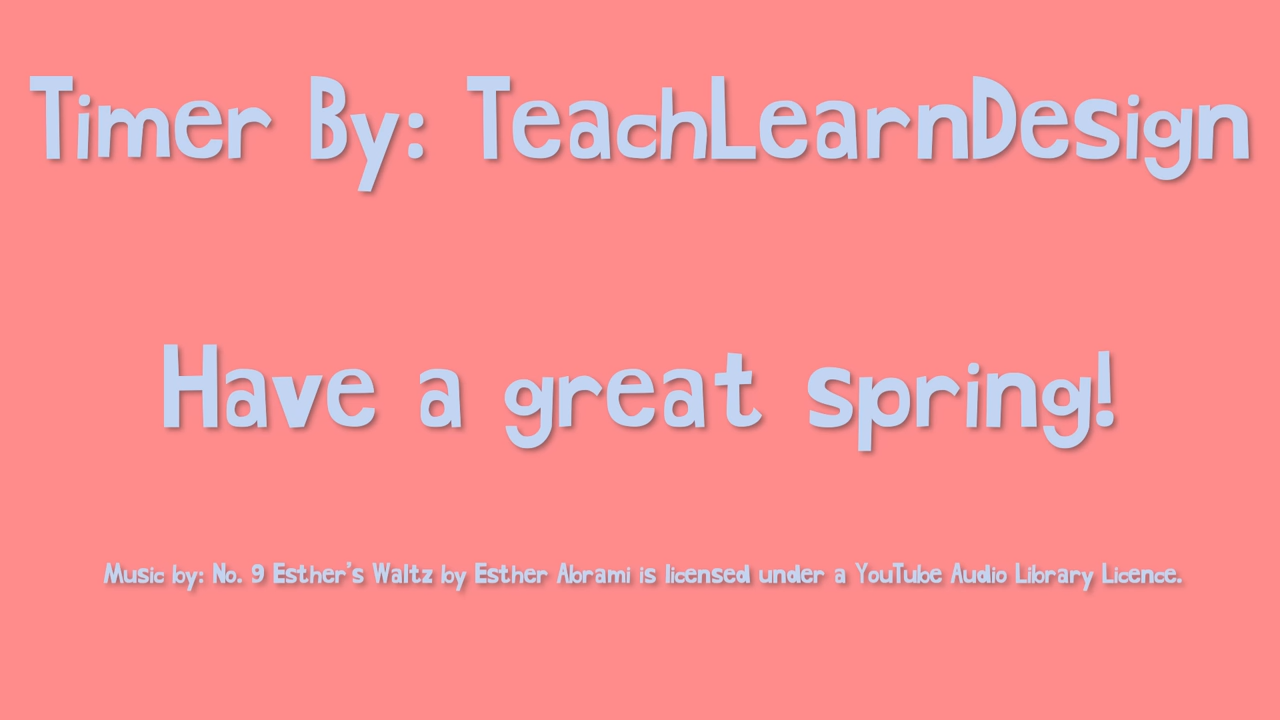 Timer By: TeachLearnDesign
Have a great spring!
Music by: No. 9 Esther's Waltz by Esther Abrami is licensed under a YouTube Audio Library Licence.